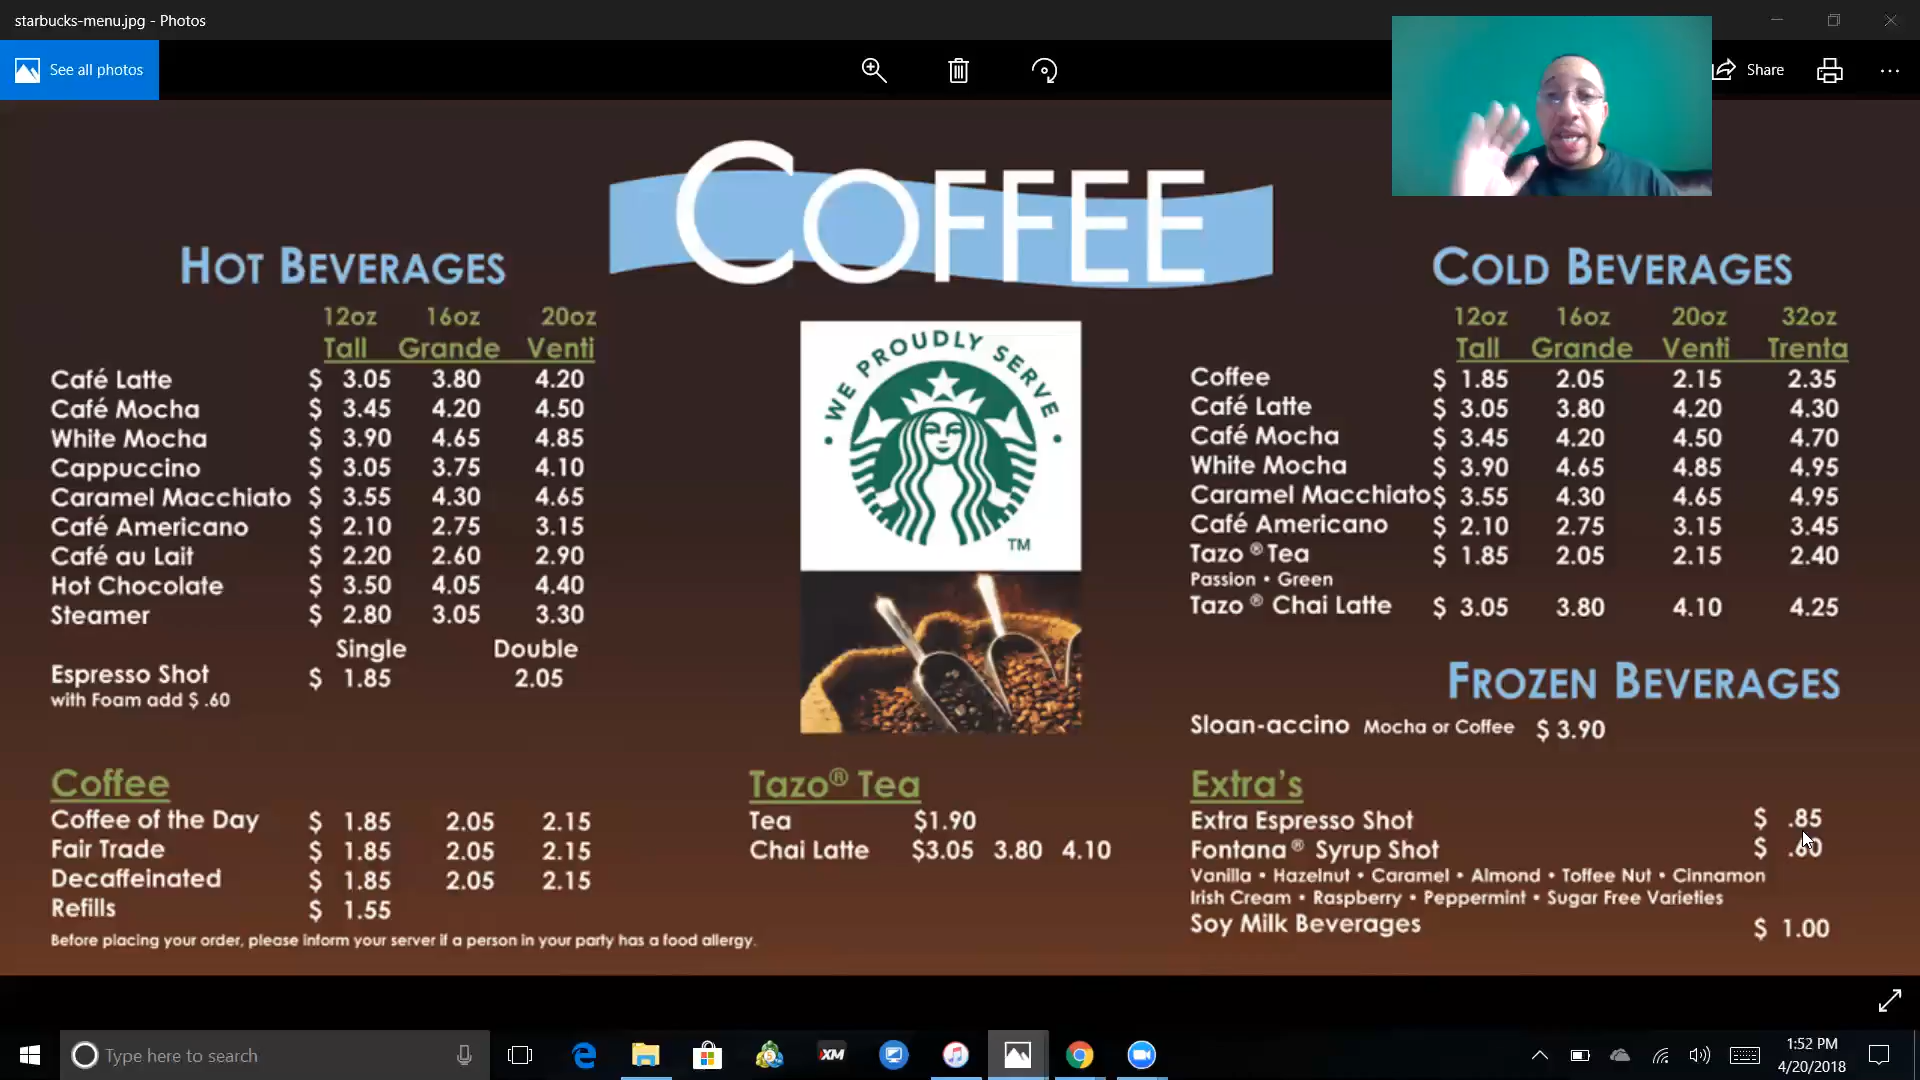 starbucks-menu.jpg - Photos
See all photos
Share
COFFEE
HOT BEVERAGES
12oz 16oz 20oz
Tall Grande Venti
Café Latte $ 3.05 3.80 4.20
Café Mocha $ 3.45 4.20 4.50
White Mocha $ 3.90 4.65 4.85
Cappuccino $ 3.05 3.75 4.10
Caramel Macchiato $ 3.55 4.30 4.65
Café Americano $ 2.10 2.75 3.15
Café au Lait $ 2.20 2.60 2.90
Hot Chocolate $ 3.50 4.05 4.40
Steamer $ 2.80 3.05 3.30
Single Double
Espresso Shot $ 1.85 2.05
with Foam add $ .60
Coffee
Coffee of the Day $ 1.85 2.05 2.15
Fair Trade $ 1.85 2.05 2.15
Decaffeinated $ 1.85 2.05 2.15
Refills $ 1.55
Before placing your order, please inform your server if a person in your party has a food allergy.
• WE PROUDLY SERVE •
TM
Tazo® Tea
Tea $1.90
Chai Latte $3.05 3.80 4.10
COLD BEVERAGES
12oz 16oz 20oz 32oz
Tall Grande Venti Trenta
Coffee $ 1.85 2.05 2.15 2.35
Café Latte $ 3.05 3.80 4.20 4.30
Café Mocha $ 3.45 4.20 4.50 4.70
White Mocha $ 3.90 4.65 4.85 4.95
Caramel Macchiato $ 3.55 4.30 4.65 4.95
Café Americano $ 2.10 2.75 3.15 3.45
Tazo ® Tea $ 1.85 2.05 2.15 2.40
Passion • Green
Tazo ® Chai Latte $ 3.05 3.80 4.10 4.25
FROZEN BEVERAGES
Sloan-accino Mocha or Coffee $ 3.90
Extra's
Extra Espresso Shot $ .85
Fontana ® Syrup Shot $ .60
Vanilla • Hazelnut • Caramel • Almond • Toffee Nut • Cinnamon
Irish Cream • Raspberry • Peppermint • Sugar Free Varieties
Soy Milk Beverages $ 1.00
Type here to search
XM
1:52 PM
4/20/2018